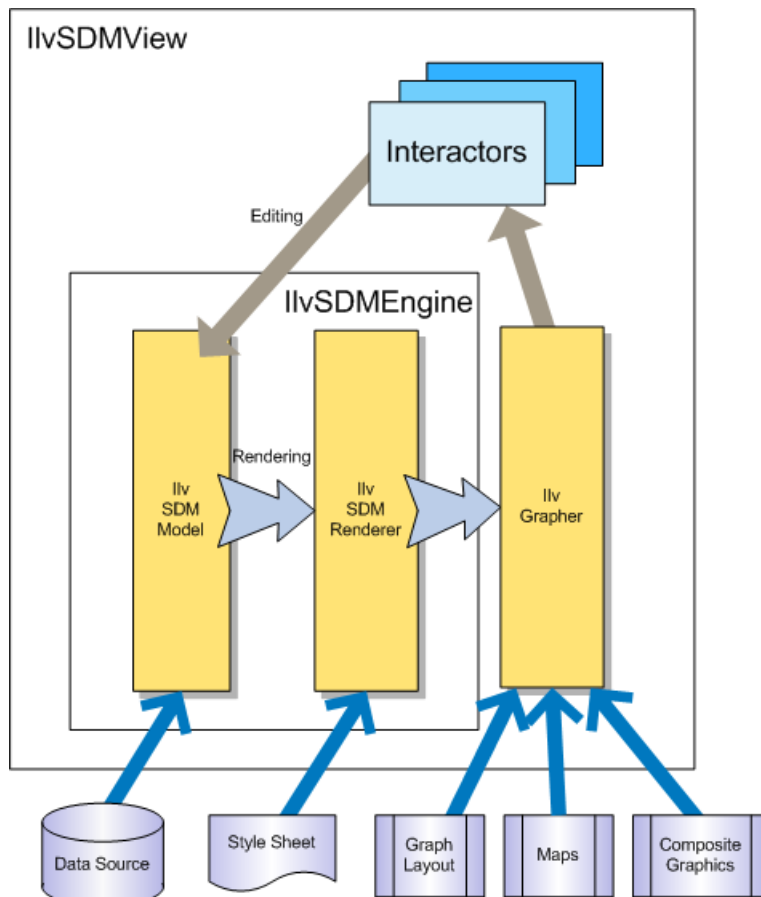 IlvSDMView
Interactors
Editing
IlvSDMEngine
Rendering
Ilv
SDM
Model
Ilv
SDM
Renderer
Ilv
Grapher
Data Source
Style Sheet
Graph
Layout
Maps
Composite
Graphics